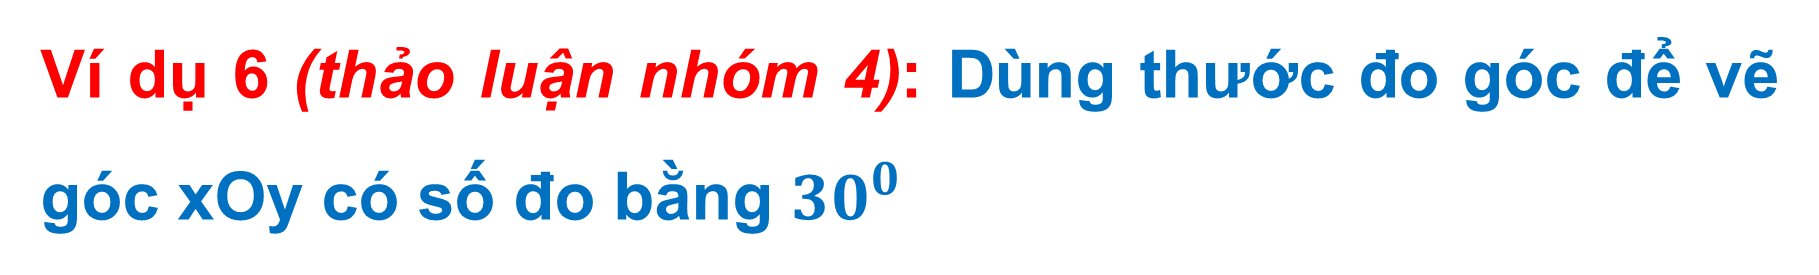 Ví dụ 6 (thảo luận nhóm 4): Dùng thước đo góc để vẽ
góc xOy có số đo bằng 30⁰